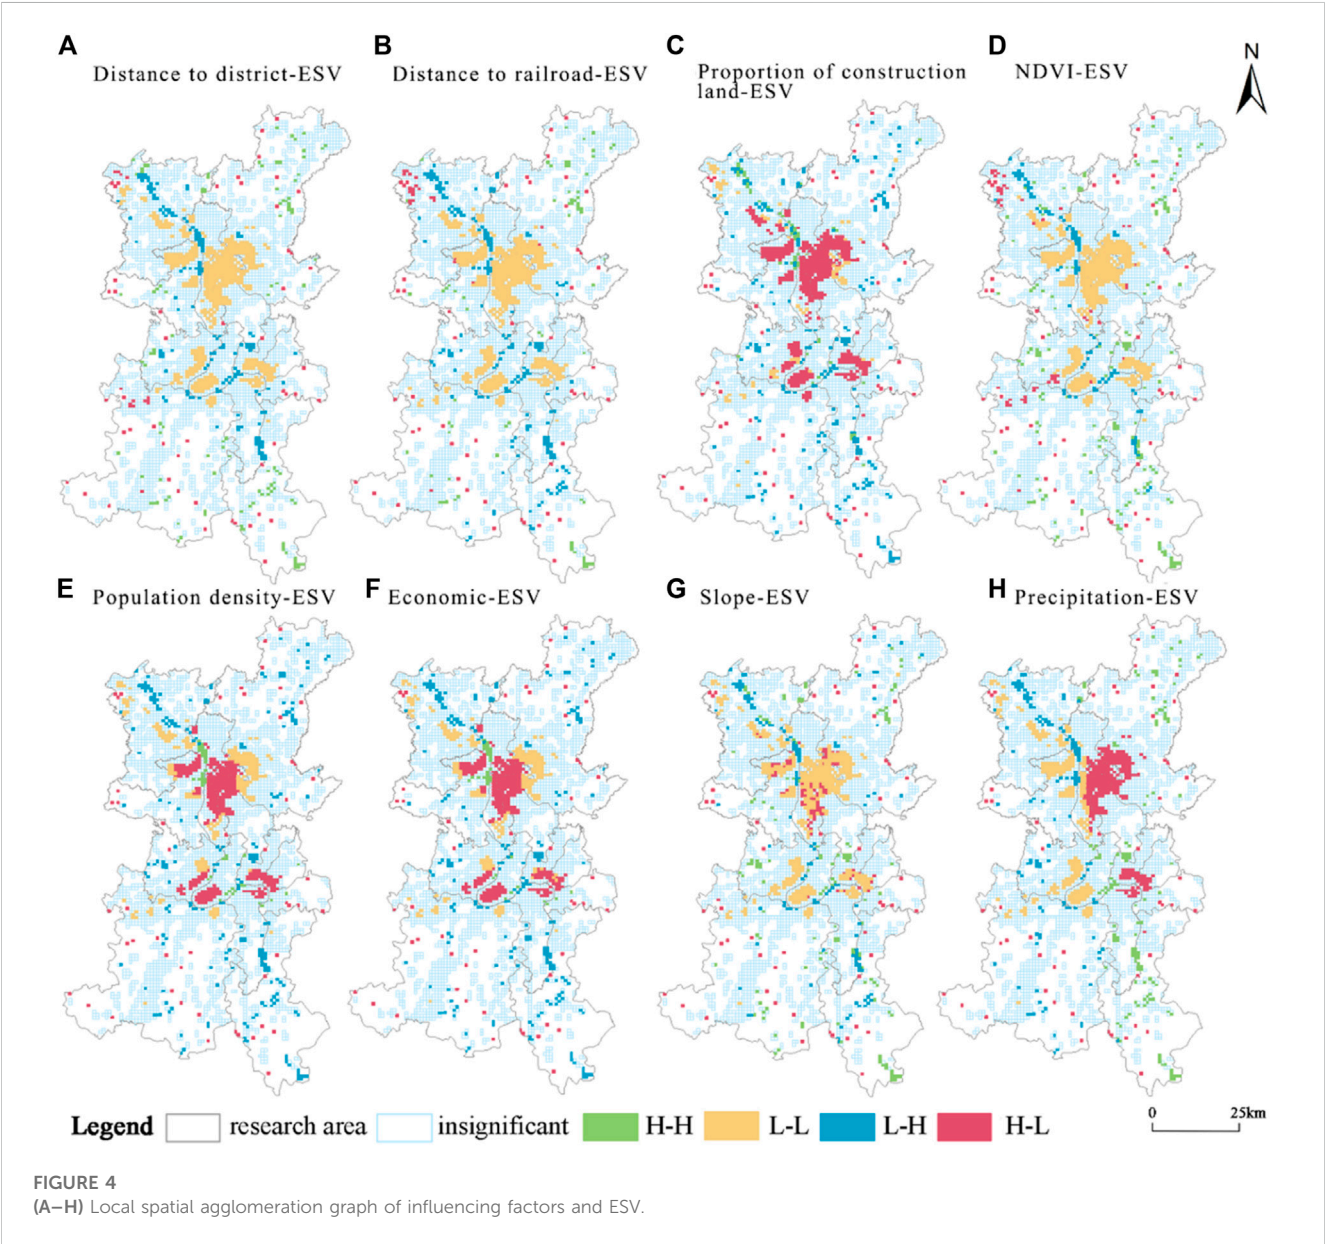 A
Distance to district-ESV
B
Distance to railroad-ESV
C
Proportion of construction
land-ESV
D
NDVI-ESV
N
E
Population density-ESV
F
Economic-ESV
G
Slope-ESV
H
Precipitation-ESV
Legend research area insignificant H-H L-L L-H H-L
0 25km
FIGURE 4
(A–H) Local spatial agglomeration graph of influencing factors and ESV.